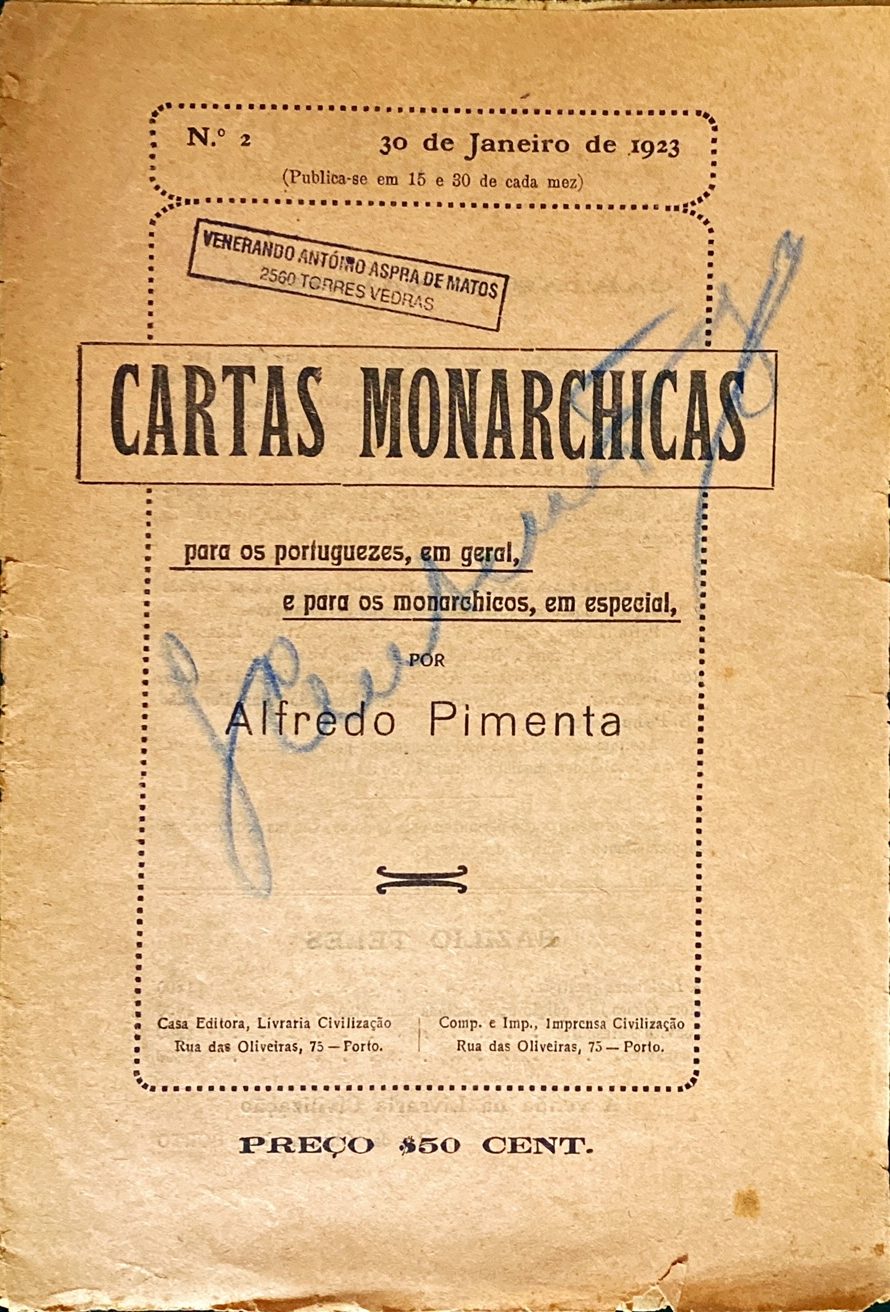 N.º 2 30 de Janeiro de 1923
(Publica-se em 15 e 30 de cada mez)
VENERANDO ANTÓNIO ASPRA DE MATOS
2560 TORRES VEDRAS
CARTAS MONARCHICAS
para os portuguezes, em geral,
e para os monarchicos, em especial,
POR
Alfredo Pimenta
Casa Editora, Livraria Civilização
Rua das Oliveiras, 75 — Porto.
Comp. e Imp., Imprensa Civilização
Rua das Oliveiras, 75 — Porto.
PREÇO $50 CENT.